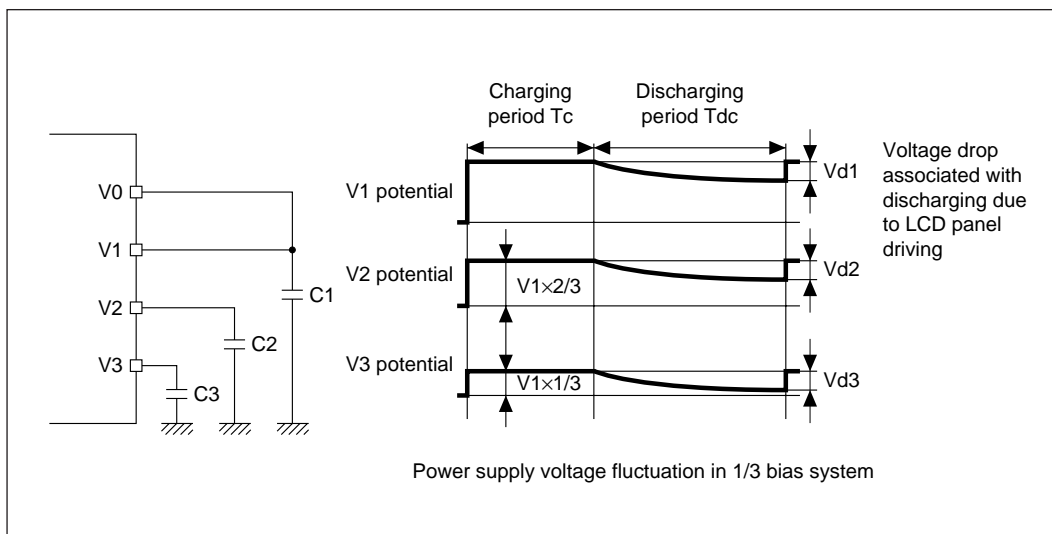 V0
V1
V2
V3
C1
C2
C3
Charging
period Tc
Discharging
period Tdc
V1 potential
V2 potential
V3 potential
V1×2/3
V1×1/3
Vd1
Vd2
Vd3
Voltage drop
associated with
discharging due
to LCD panel
driving
Power supply voltage fluctuation in 1/3 bias system